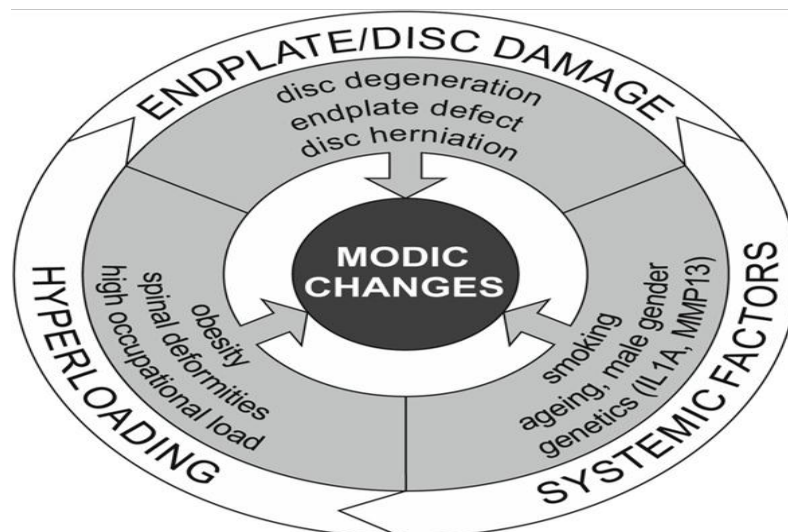 ENDPLATE/DISC DAMAGE
disc degeneration
endplate defect
disc herniation
MODIC
CHANGES
HYPERLOADING
obesity
spinal deformities
high occupational load
SYSTEMIC FACTORS
smoking
ageing, male gender
genetics (IL1A, MMP13)